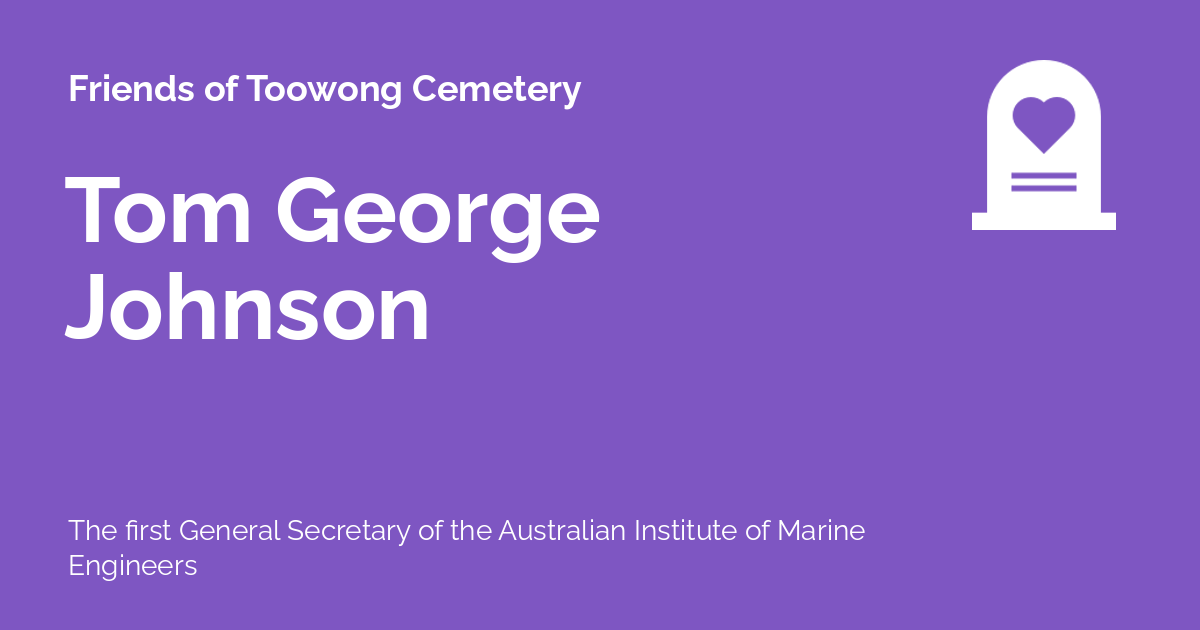 Friends of Toowong Cemetery
Tom George
Johnson
The first General Secretary of the Australian Institute of Marine
Engineers